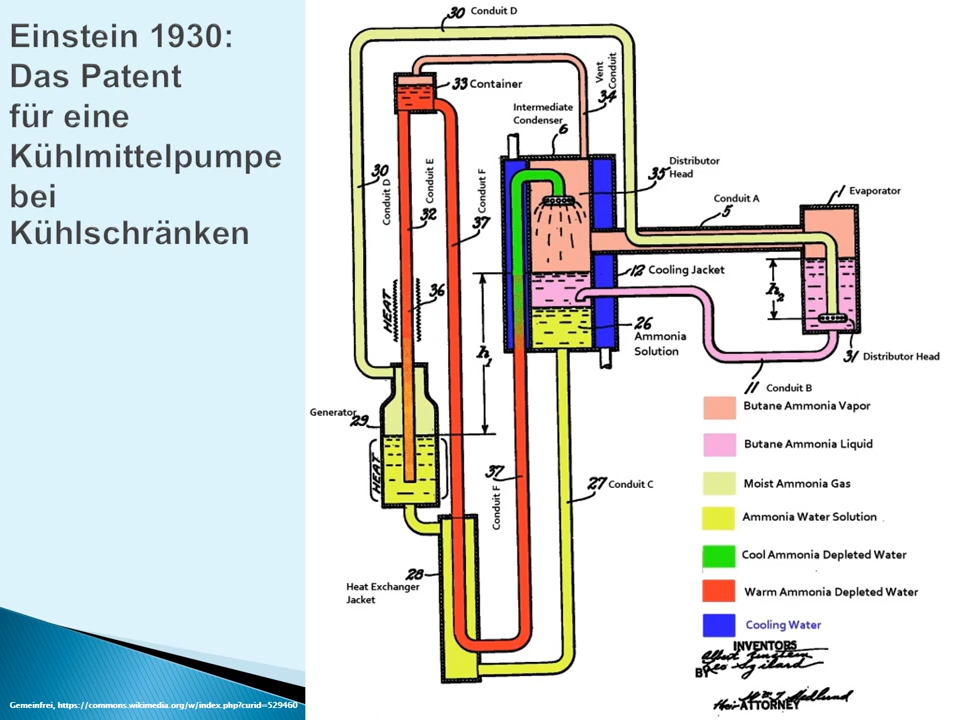 Einstein 1930:
Das Patent
für eine
Kühlmittelpumpe
bei
Kühlschränken
30 Conduit D
33 Container
Vent
Conduit
34
Intermediate
Condenser
6
35 Distributor
Head
1 Evaporator
Conduit A
5
30
Conduit D
Conduit E
32
Conduit F
37
12 Cooling Jacket
h2
HEAT
36
h1
26
Ammonia
Solution
31 Distributor Head
11 Conduit B
Generator
29
HEAT
37
Conduit F
27 Conduit C
28
Heat Exchanger
Jacket
Butane Ammonia Vapor
Butane Ammonia Liquid
Moist Ammonia Gas
Ammonia Water Solution
Cool Ammonia Depleted Water
Warm Ammonia Depleted Water
Cooling Water
INVENTORS
Albert Einstein
Leo Szilard
BY
ATTORNEY
Gemeinfrei, https://commons.wikimedia.org/w/index.php?curid=529460